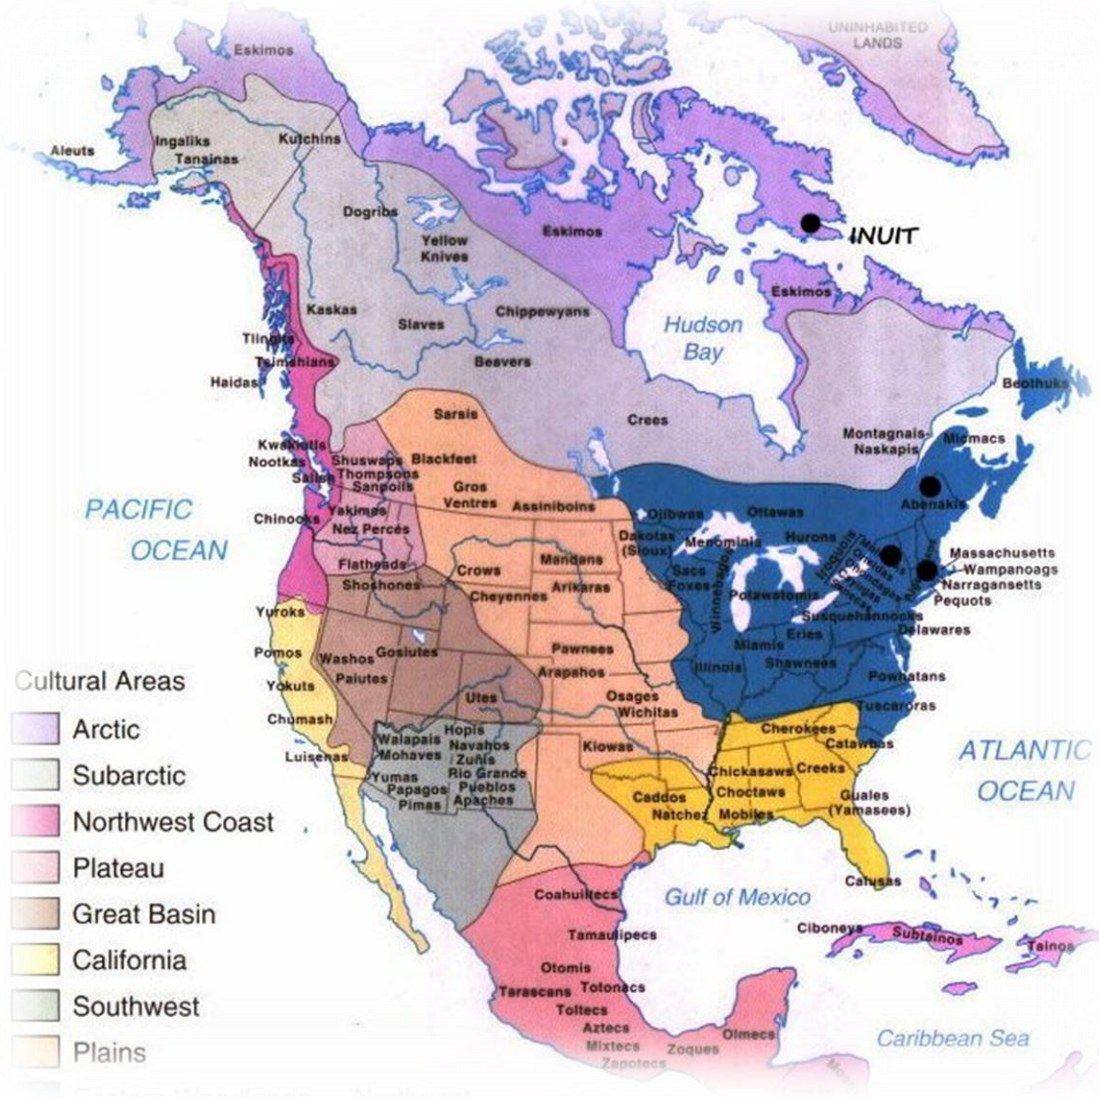 UNINHABITED
LANDS
Eskimos
Aleuts
Ingaliks
Tanainas
Kutchins
Dogribs
Yellow
Knives
Eskimos
INUIT
Eskimos
Hudson
Bay
Kaskas
Slaves
Chippewyans
Beavers
Tlingits
Tsimshians
Haidas
Beothuks
Sarsis
Crees
Montagnais-
Naskapis
Micmacs
Kwakiutls
Nootkas
Salish
Shuswaps
Thompsons
Sanpoils
Blackfeet
Gros
Ventres
Assiniboins
Abenakis
PACIFIC
OCEAN
Chinooks
Yakimas
Nez Percés
Flatheads
Shoshones
Crows
Cheyennes
Mandans
Arikaras
Ojibwas
Ottawas
Dakotas
(Sioux)
Menominis
Hurons
Iroquois
Sacs
Foxes
Winnebagos
Potawatomis
Massachusetts
Wampanoags
Narragansetts
Pequots
Susquehannocks
Delawares
Eries
Miamis
Illinois
Shawnees
Powhatans
Tuscaroras
Yuroks
Pomos
Yokuts
Chumash
Luisenas
Washos
Paiutes
Gosiutes
Utes
Pawnees
Arapahos
Osages
Wichitas
Kiowas
Walapais
Mohaves
Yumas
Papagos
Pimas
Hopis
Navahos
Zuñis
Rio Grande
Pueblos
Apaches
Cherokees
Catawbas
Chickasaws
Creeks
Choctaws
Caddos
Natchez
Mobiles
Guales
(Yamasees)
Calusas
ATLANTIC
OCEAN
Gulf of Mexico
Coahuiltecs
Tamaulipecs
Otomis
Tarascans
Totonacs
Toltecs
Aztecs
Mixtecs
Zapotecs
Zoques
Olmecs
Ciboneys
Subtainos
Tainos
Caribbean Sea
Cultural Areas
Arctic
Subarctic
Northwest Coast
Plateau
Great Basin
California
Southwest
Plains